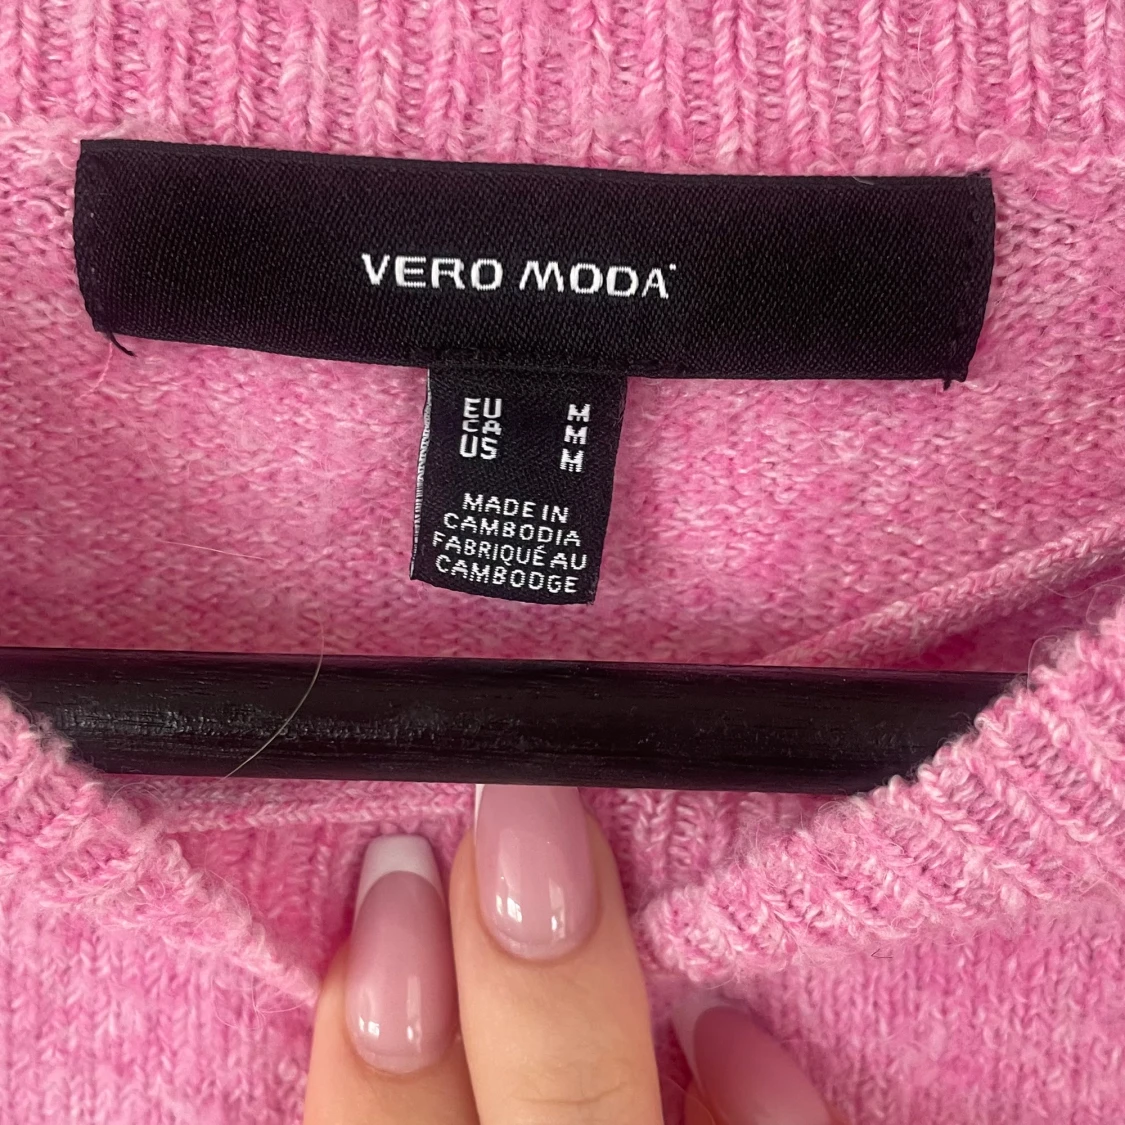 VERO MODA
EU M
CA M
US M
MADE IN
CAMBODIA
FABRIQUÉ AU
CAMBODGE